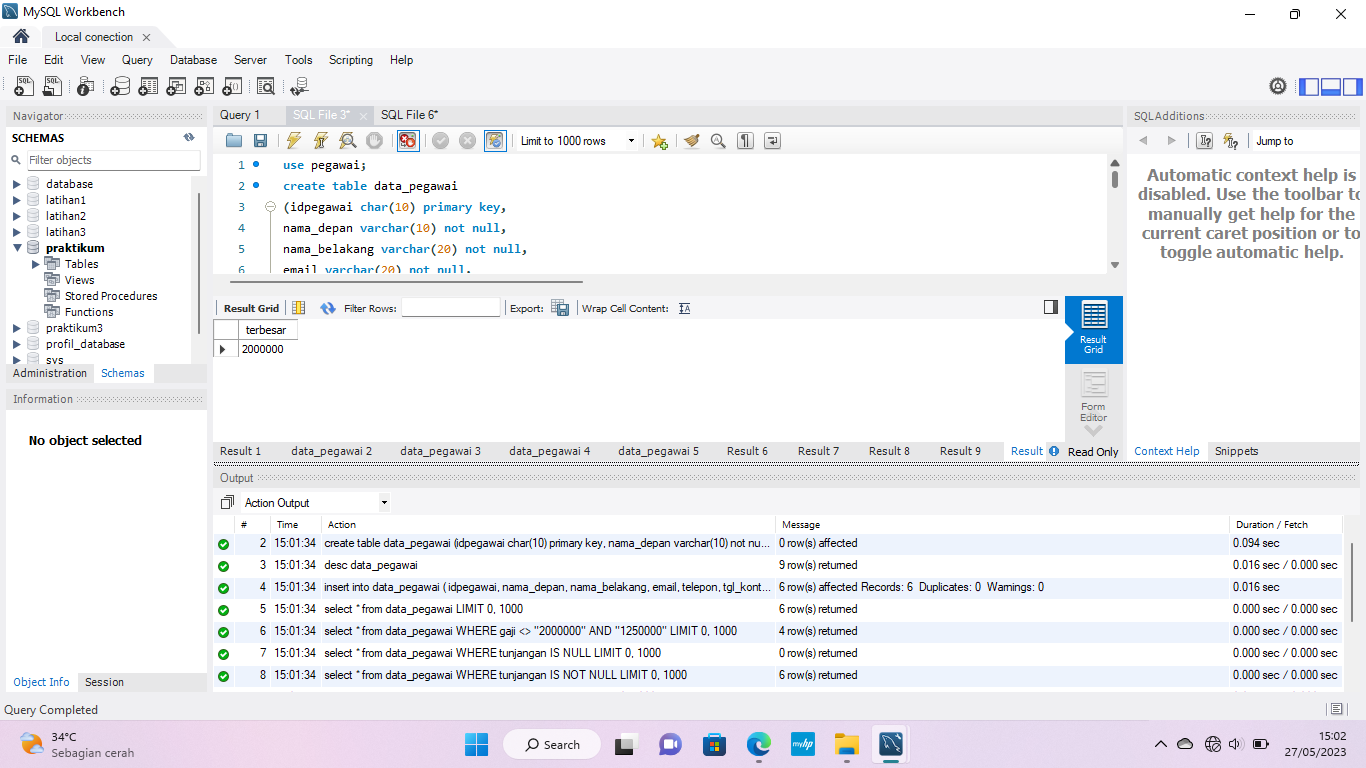 MySQL Workbench
Local conection
File Edit View Query Database Server Tools Scripting Help
Navigator
SCHEMAS
Filter objects
database
latihan1
latihan2
latihan3
praktikum
Tables
Views
Stored Procedures
Functions
praktikum3
profil_database
sys
Administration Schemas
Information
No object selected
Object Info Session
Query 1 SQL File 3* SQL File 6*
Limit to 1000 rows
1 use pegawai;
2 create table data_pegawai
3 (idpegawai char(10) primary key,
4 nama_depan varchar(10) not null,
5 nama_belakang varchar(20) not null,
6 email varchar(20) not null,
Result Grid Filter Rows: Export: Wrap Cell Content:
terbesar
2000000
Result Grid
Form Editor
Result 1 data_pegawai 2 data_pegawai 3 data_pegawai 4 data_pegawai 5 Result 6 Result 7 Result 8 Result 9 Result Read Only
SQLAdditions
Jump to
Automatic context help is
disabled. Use the toolbar to
manually get help for the
current caret position or to
toggle automatic help.
Context Help Snippets
Output
Action Output
# Time Action Message Duration / Fetch
2 15:01:34 create table data_pegawai (idpegawai char(10) primary key, nama_depan varchar(10) not nu... 0 row(s) affected 0.094 sec
3 15:01:34 desc data_pegawai 9 row(s) returned 0.016 sec / 0.000 sec
4 15:01:34 insert into data_pegawai ( idpegawai, nama_depan, nama_belakang, email, telepon, tgl_kont... 6 row(s) affected Records: 6 Duplicates: 0 Warnings: 0 0.016 sec
5 15:01:34 select * from data_pegawai LIMIT 0, 1000 6 row(s) returned 0.000 sec / 0.000 sec
6 15:01:34 select * from data_pegawai WHERE gaji <> "2000000" AND "1250000" LIMIT 0, 1000 4 row(s) returned 0.000 sec / 0.000 sec
7 15:01:34 select * from data_pegawai WHERE tunjangan IS NULL LIMIT 0, 1000 0 row(s) returned 0.000 sec / 0.000 sec
8 15:01:34 select * from data_pegawai WHERE tunjangan IS NOT NULL LIMIT 0, 1000 6 row(s) returned 0.000 sec / 0.000 sec
Query Completed
34°C
Sebagian cerah
Search
myhp
15:02
27/05/2023